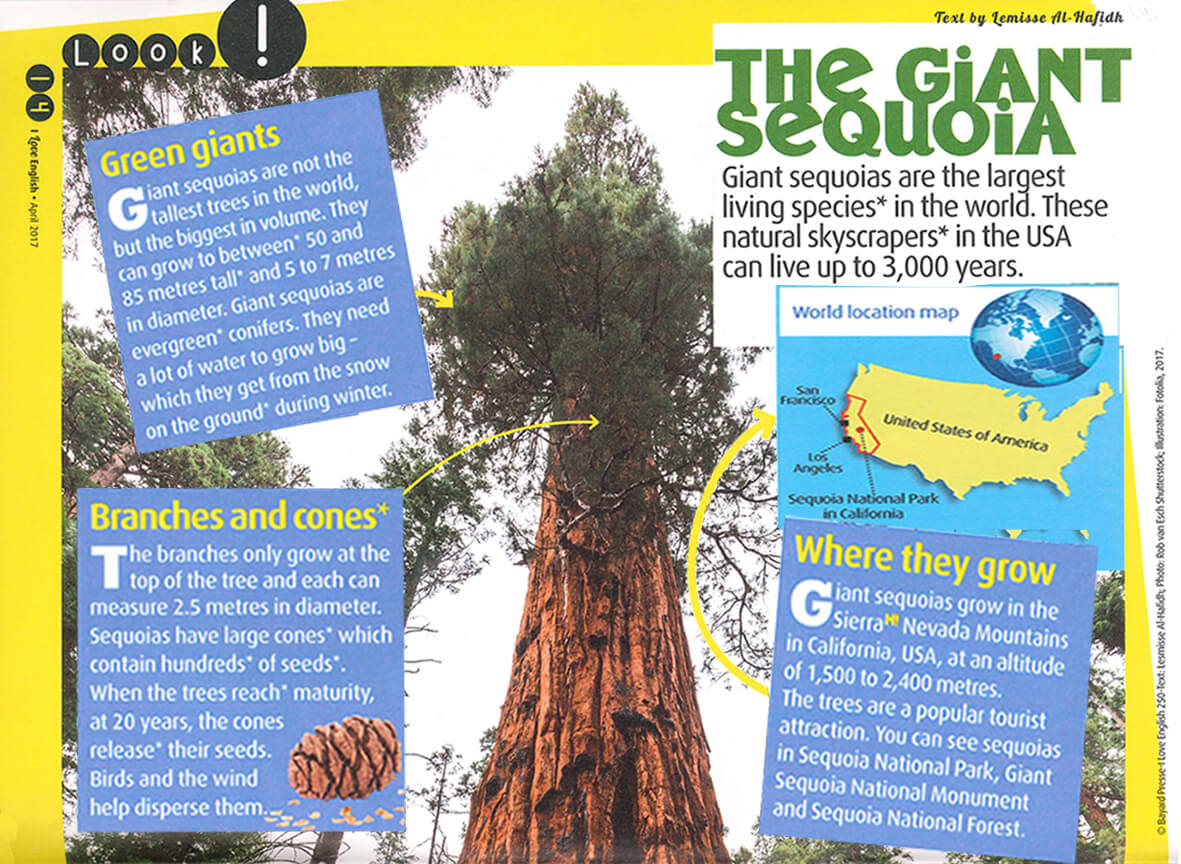 Text by Lemisse Al-Hafidh
Look!
THE GiANT
SeQUOiA
Giant sequoias are the largest
living species* in the world. These
natural skyscrapers* in the USA
can live up to 3,000 years.
14
I Love English • April 2017
Green giants
Giant sequoias are not the
tallest trees in the world,
but the biggest in volume. They
can grow to between* 50 and
85 metres tall* and 5 to 7 metres
in diameter. Giant sequoias are
evergreen* conifers. They need
a lot of water to grow big –
which they get from the snow
on the ground* during winter.
World location map
San
Francisco
Los
Angeles
United States of America
Sequoia National Park
in California
Branches and cones*
The branches only grow at the
top of the tree and each can
measure 2.5 metres in diameter.
Sequoias have large cones* which
contain hundreds* of seeds*.
When the trees reach* maturity,
at 20 years, the cones
release* their seeds.
Birds and the wind
help disperse them.
Where they grow
Giant sequoias grow in the
Sierra Nevada Mountains
in California, USA, at an altitude
of 1,500 to 2,400 metres.
The trees are a popular tourist
attraction. You can see sequoias
in Sequoia National Park, Giant
Sequoia National Monument
and Sequoia National Forest.
© Bayard Presse-I Love English 250-Text: Lesmisse Al-Hafidh; Photo: Rob van Esch Shutterstock; Illustration: Fotolia, 2017.